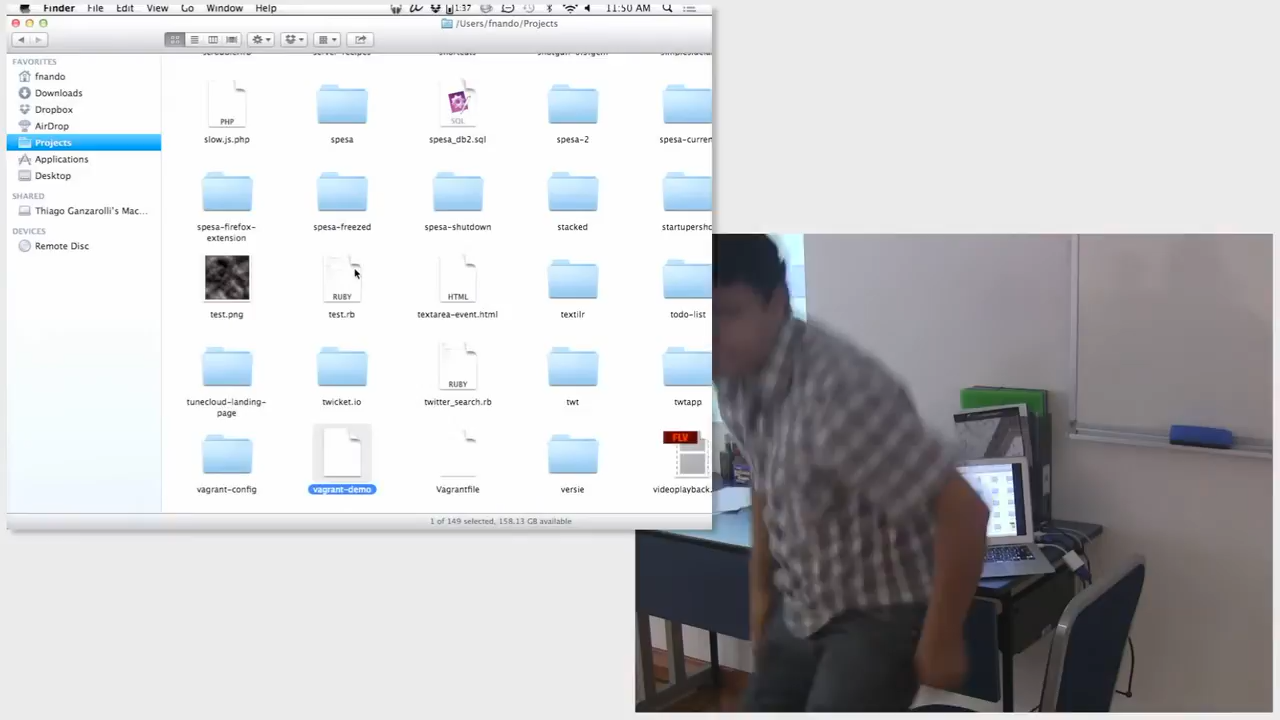 Finder File Edit View Go Window Help 1:37 11:50 AM
/Users/fnando/Projects
FAVORITES
fnando
Downloads
Dropbox
AirDrop
Projects
Applications
Desktop
SHARED
Thiago Ganzarolli's Mac...
DEVICES
Remote Disc
PHP
SQL
slow.js.php spesa spesa_db2.sql spesa-2 spesa-curren
spesa-firefox-extension spesa-freezed spesa-shutdown stacked startupersho
RUBY HTML
test.png test.rb textarea-event.html textilr todo-list
RUBY
tunecloud-landing-page twicket.io twitter_search.rb twt twtapp
FLV
vagrant-config vagrant-demo Vagrantfile versie videoplayback.
1 of 149 selected, 158.13 GB available